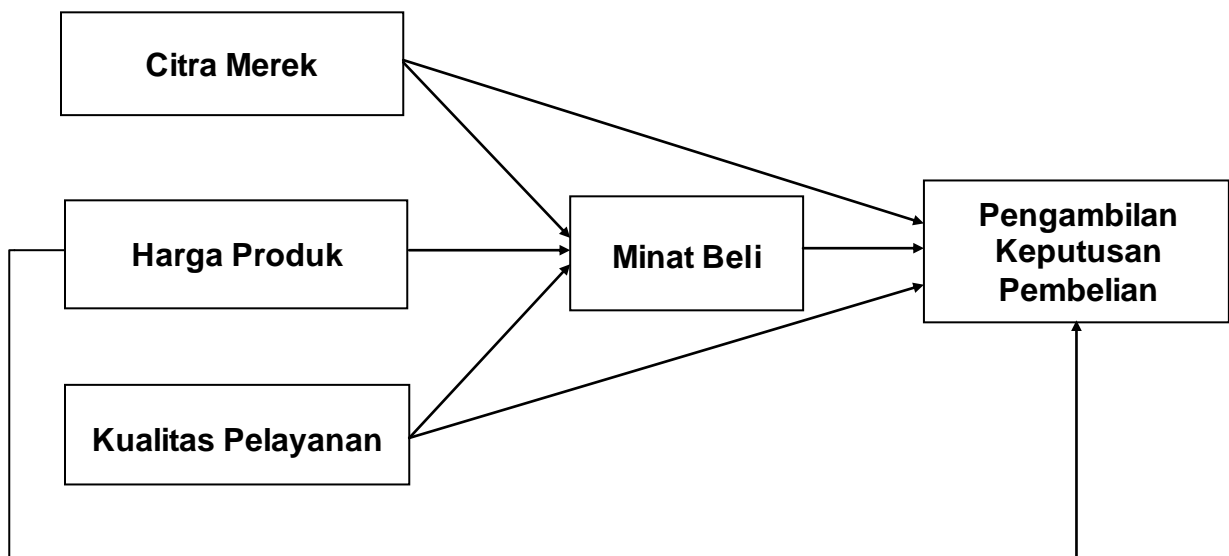 Citra Merek
Harga Produk
Kualitas Pelayanan
Minat Beli
Pengambilan
Keputusan
Pembelian